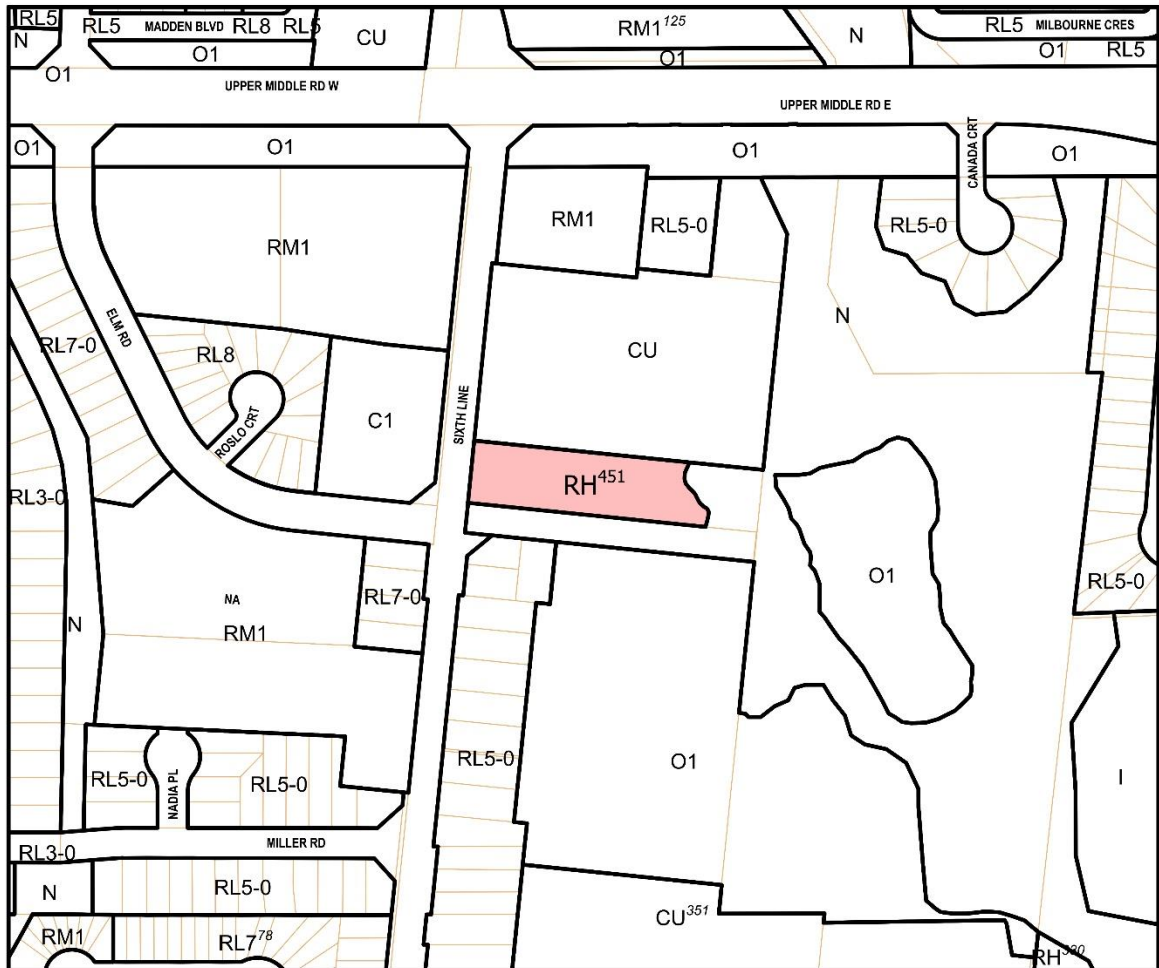 RL5 MADDEN BLVD RL8 RL5 CU RM1¹²⁵ N RL5 MILBOURNE CRES
N O1 O1 O1 RL5
O1
UPPER MIDDLE RD W
UPPER MIDDLE RD E
O1 O1 O1 CANADA CRT O1
RM1 RM1 RL5-0 RL5-0
ELM RD
N
RL7-0 RL8 CU
SIXTH LINE
ROSLO CRT C1
RL3-0 RH⁴⁵¹
O1
RL5-0
NA RL7-0
N RM1
RL5-0 NADIA PL RL5-0 RL5-0 O1 I
MILLER RD
RL3-0
N RL5-0
CU³⁵¹
RM1 RL7⁷⁸
RH³³⁰